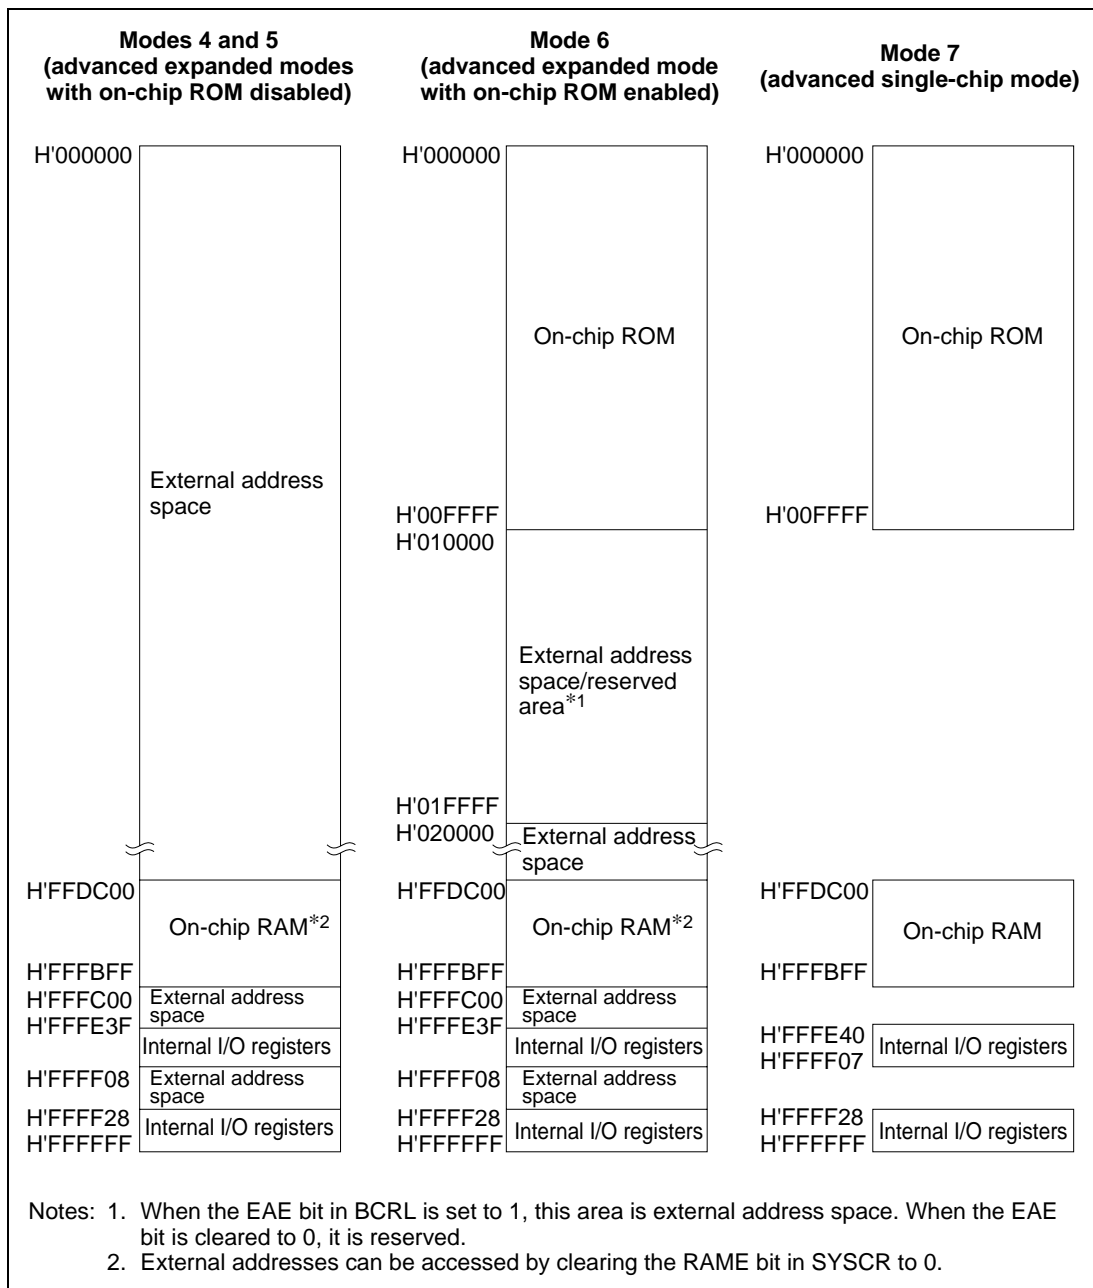 Modes 4 and 5
(advanced expanded modes
with on-chip ROM disabled)
H'000000
External address
space
H'FFDC00
On-chip RAM*2
H'FFFBFF
H'FFFC00
External address
space
H'FFFE3F
Internal I/O registers
H'FFFF08
External address
space
H'FFFF28
Internal I/O registers
H'FFFFFF
Mode 6
(advanced expanded mode
with on-chip ROM enabled)
H'000000
On-chip ROM
H'00FFFF
H'010000
External address
space/reserved
area*1
H'01FFFF
H'020000
External address
space
H'FFDC00
On-chip RAM*2
H'FFFBFF
H'FFFC00
External address
space
H'FFFE3F
Internal I/O registers
H'FFFF08
External address
space
H'FFFF28
Internal I/O registers
H'FFFFFF
Mode 7
(advanced single-chip mode)
H'000000
On-chip ROM
H'00FFFF
H'FFDC00
On-chip RAM
H'FFFBFF
H'FFFE40
Internal I/O registers
H'FFFF07
H'FFFF28
Internal I/O registers
H'FFFFFF
Notes: 1. When the EAE bit in BCRL is set to 1, this area is external address space. When the EAE
bit is cleared to 0, it is reserved.
2. External addresses can be accessed by clearing the RAME bit in SYSCR to 0.